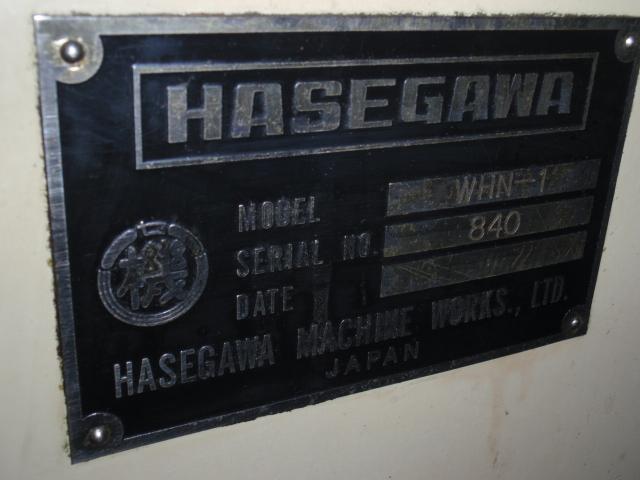 HASEGAWA
MODEL WHN-1
SERIAL NO. 840
DATE
HASEGAWA MACHINE WORKS., LTD.
JAPAN